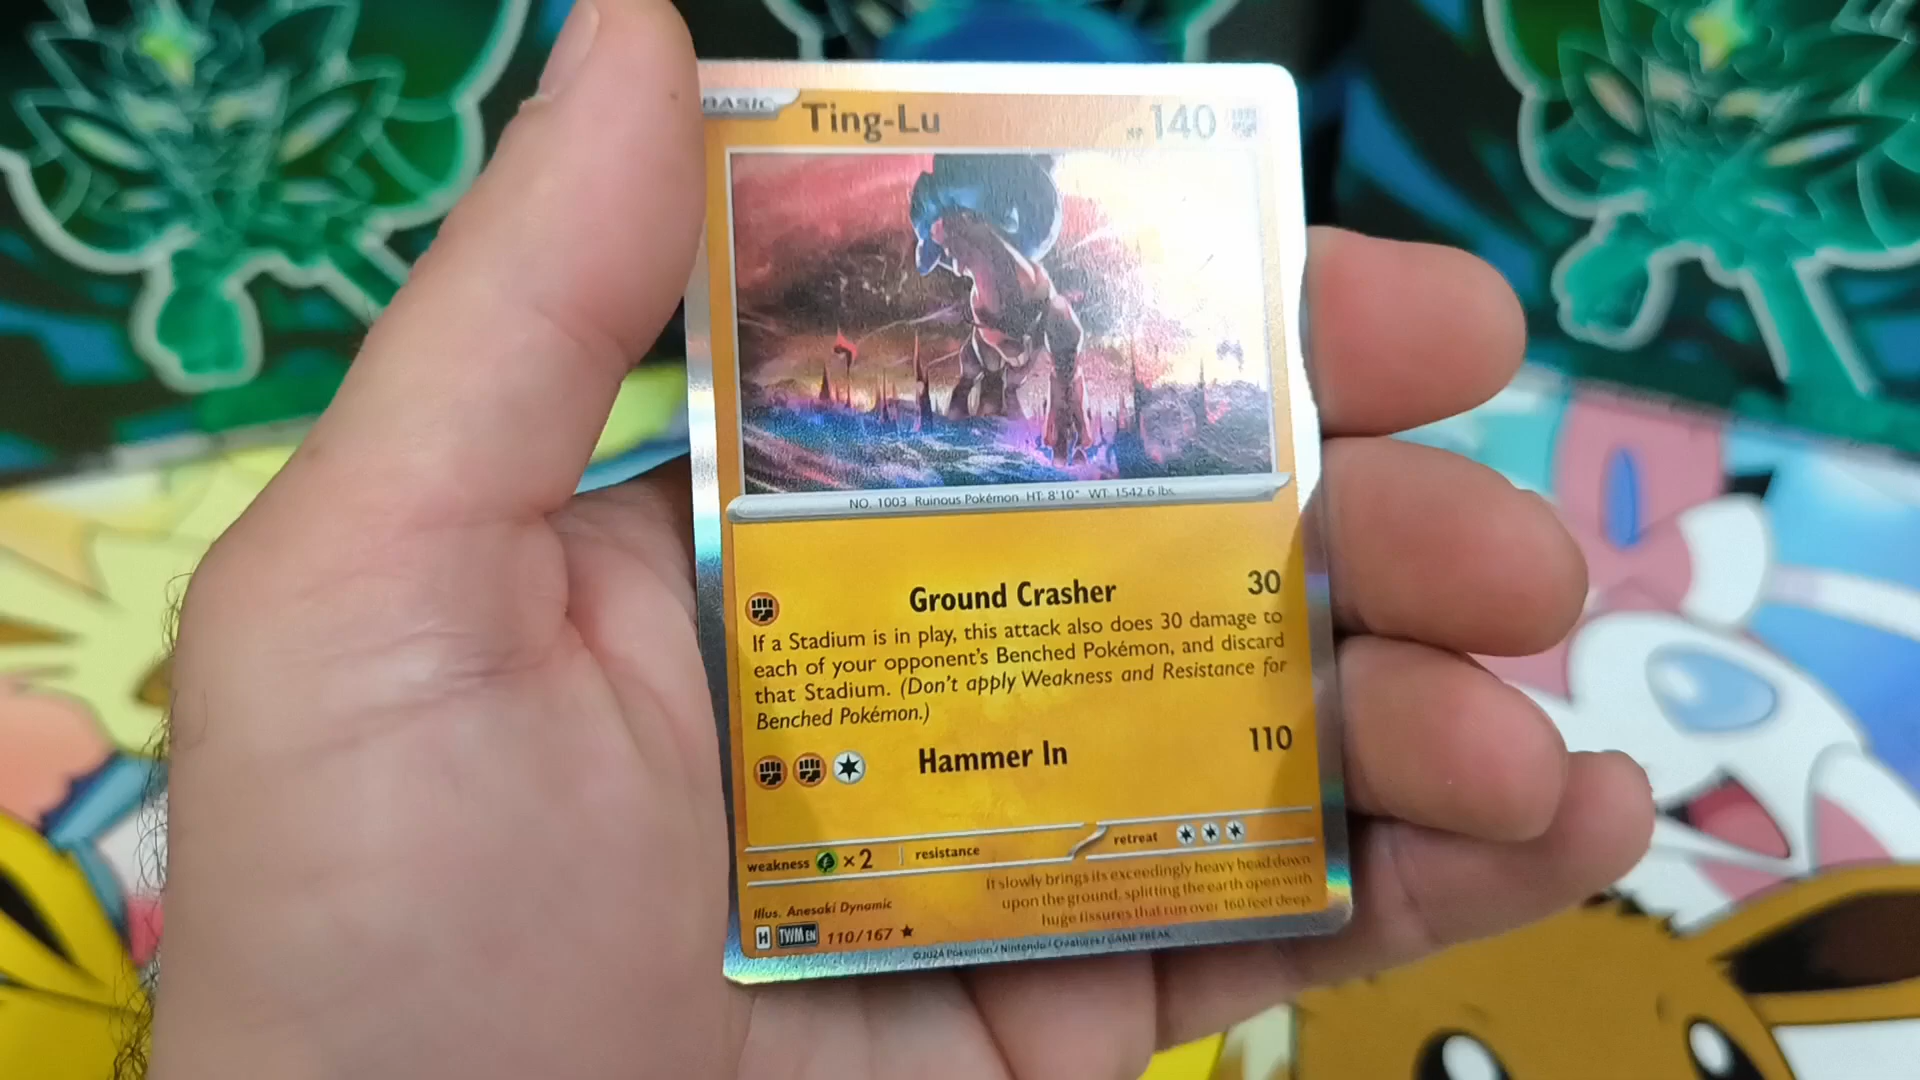 BASIC Ting-Lu HP 140
NO. 1003 Ruinous Pokémon HT: 8'10" WT: 1542.6 lbs.
Ground Crasher 30
If a Stadium is in play, this attack also does 30 damage to
each of your opponent's Benched Pokémon, and discard
that Stadium. (Don't apply Weakness and Resistance for
Benched Pokémon.)
Hammer In 110
weakness ×2 resistance retreat
It slowly brings its exceedingly heavy head down
upon the ground, splitting the earth open with
huge fissures that run over 160 feet deep.
Illus. Anesaki Dynamic
H TWM EN 110/167
©2024 Pokémon / Nintendo / Creatures / GAME FREAK